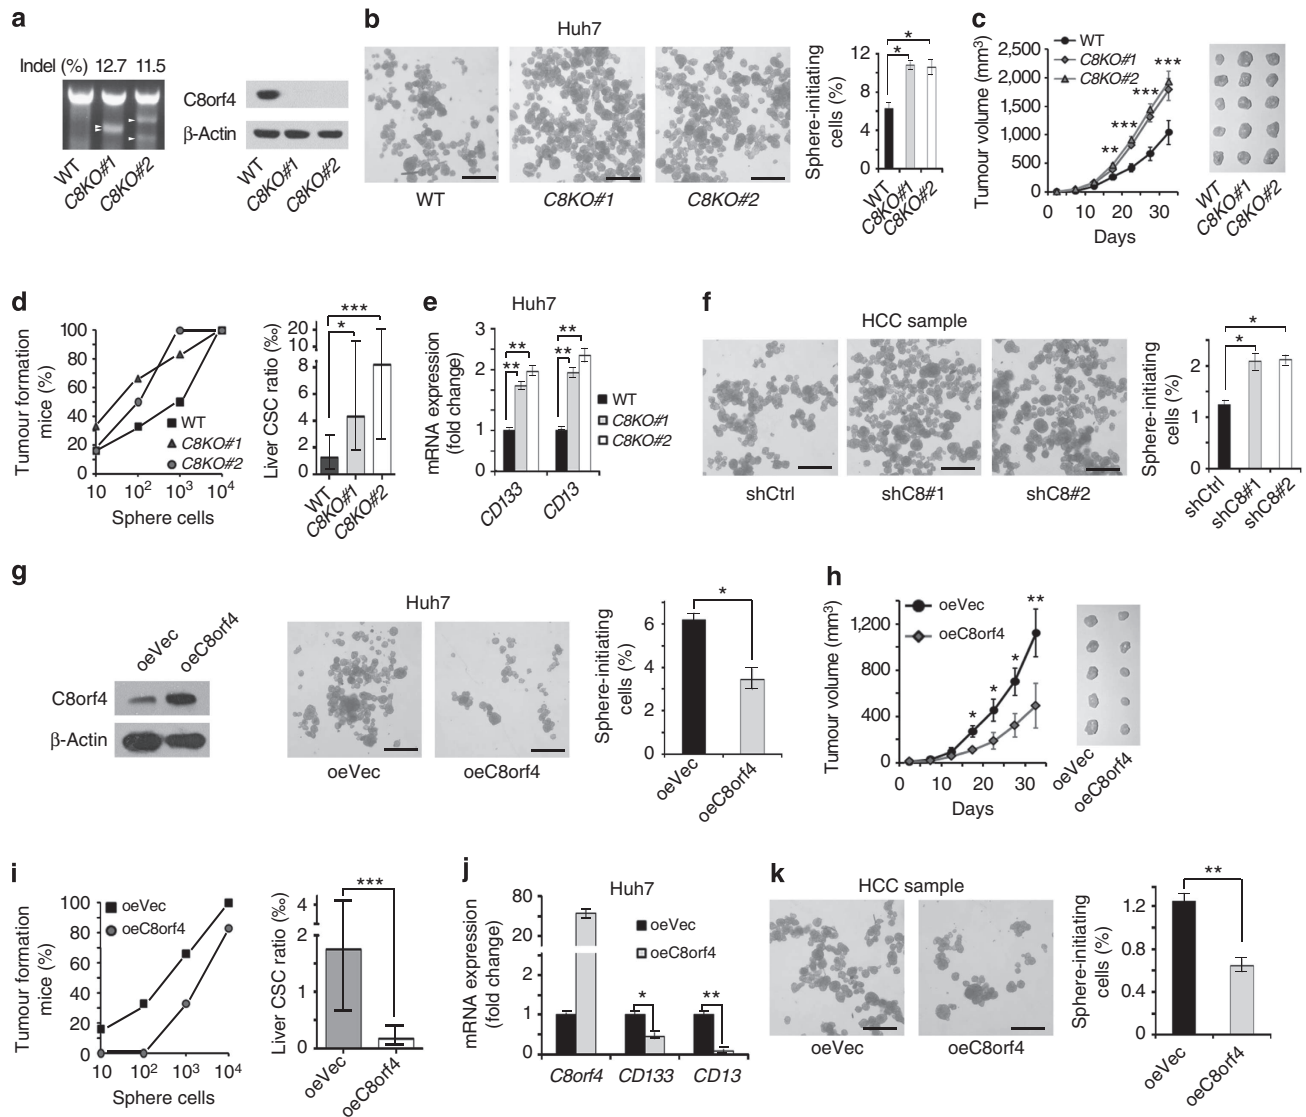 a
Indel (%) 12.7 11.5
WT
C8KO#1
C8KO#2
C8orf4
β-Actin
WT
C8KO#1
C8KO#2
b
Huh7
WT
C8KO#1
C8KO#2
Sphere-initiating
cells (%)
12
8
4
0
*
*
WT
C8KO#1
C8KO#2
c
Tumour volume (mm³)
2,500
2,000
1,500
1,000
500
0
WT
C8KO#1
C8KO#2
**
***
***
***
0 10 20 30
Days
WT
C8KO#1
C8KO#2
d
Tumour formation
mice (%)
100
80
60
40
20
0
WT
C8KO#1
C8KO#2
10 10² 10³ 10⁴
Sphere cells
Liver CSC ratio (‰)
20
10
8
6
4
2
0
***
*
WT
C8KO#1
C8KO#2
e
Huh7
mRNA expression
(fold change)
3
2
1
0
**
**
**
**
WT
C8KO#1
C8KO#2
CD133
CD13
f
HCC sample
shCtrl
shC8#1
shC8#2
Sphere-initiating
cells (%)
2
1
0
*
*
shCtrl
shC8#1
shC8#2
g
oeVec
oeC8orf4
C8orf4
β-Actin
Huh7
oeVec
oeC8orf4
Sphere-initiating
cells (%)
6
4
2
0
*
oeVec
oeC8orf4
h
Tumour volume (mm³)
1,200
800
400
0
oeVec
oeC8orf4
*
*
*
**
0 10 20 30
Days
oeVec
oeC8orf4
i
Tumour formation
mice (%)
100
80
60
40
20
0
oeVec
oeC8orf4
10 10² 10³ 10⁴
Sphere cells
Liver CSC ratio (‰)
4
2
2
1
0
***
oeVec
oeC8orf4
j
Huh7
mRNA expression
(fold change)
80
20
2
1
0
oeVec
oeC8orf4
*
**
C8orf4 CD133 CD13
k
HCC sample
oeVec
oeC8orf4
Sphere-initiating
cells (%)
1.2
0.8
0.4
0
**
oeVec
oeC8orf4